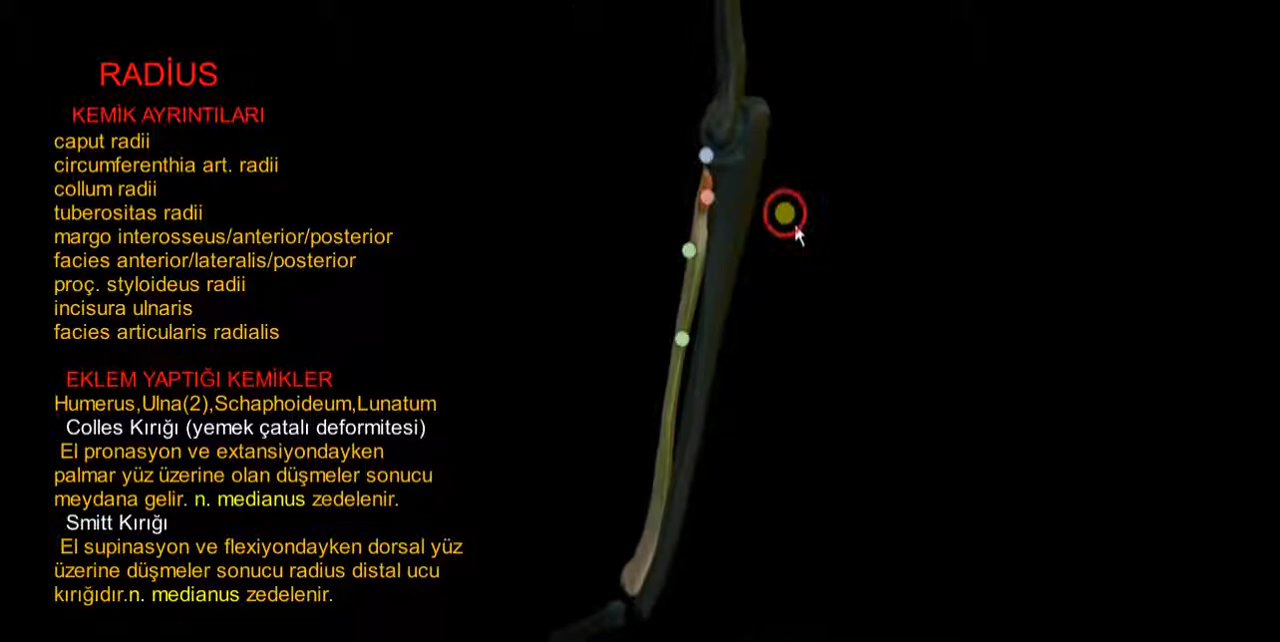 RADİUS
KEMİK AYRINTILARI
caput radii
circumferenthia art. radii
collum radii
tuberositas radii
margo interosseus/anterior/posterior
facies anterior/lateralis/posterior
proç. styloideus radii
incisura ulnaris
facies articularis radialis
EKLEM YAPTIĞI KEMİKLER
Humerus,Ulna(2),Schaphoideum,Lunatum
Colles Kırığı (yemek çatalı deformitesi)
El pronasyon ve extansiyondayken
palmar yüz üzerine olan düşmeler sonucu
meydana gelir. n. medianus zedelenir.
Smitt Kırığı
El supinasyon ve flexiyondayken dorsal yüz
üzerine düşmeler sonucu radius distal ucu
kırığıdır.n. medianus zedelenir.